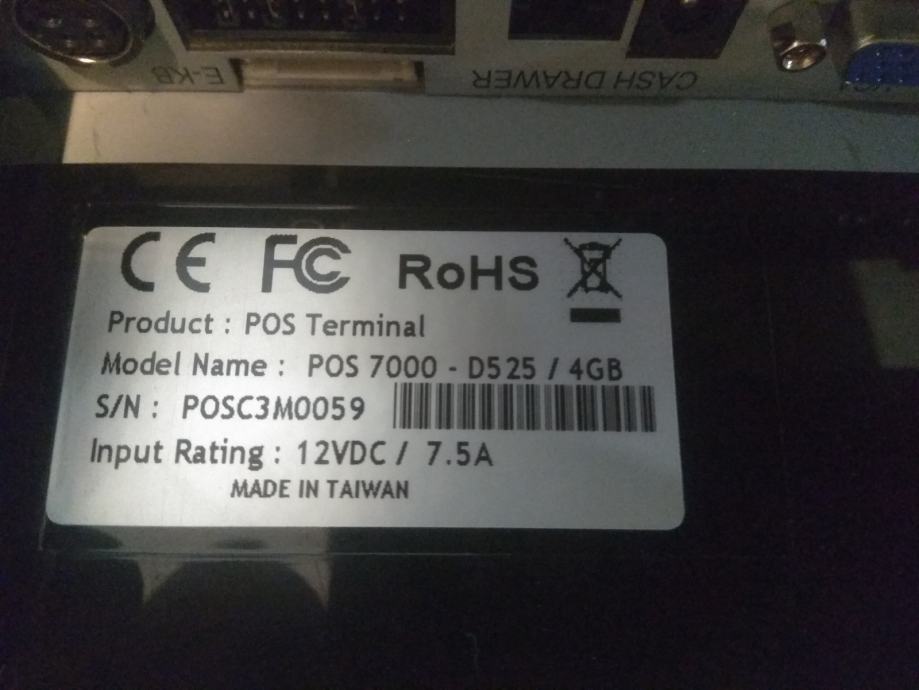 E-KB
CASH DRAWER
CE FC RoHS
Product : POS Terminal
Model Name : POS 7000 - D525 / 4GB
S/N : POSC3M0059
Input Rating : 12VDC / 7.5A
MADE IN TAIWAN